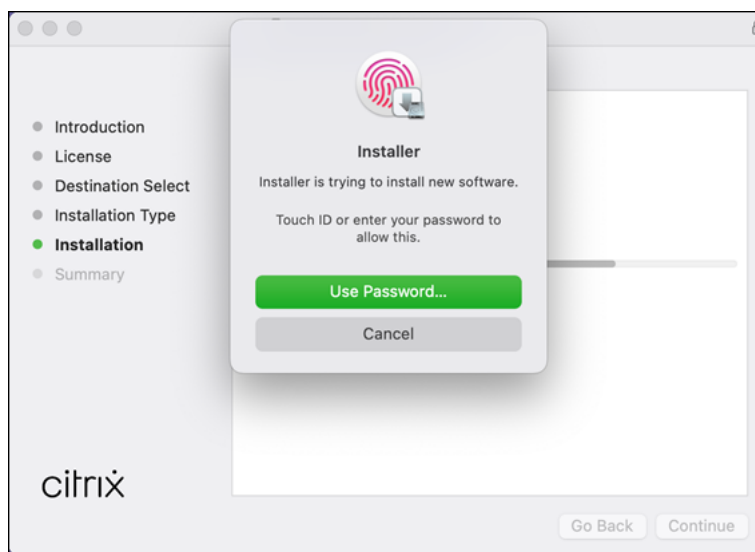 Introduction
License
Destination Select
Installation Type
Installation
Summary
citrix
Installer
Installer is trying to install new software.
Touch ID or enter your password to
allow this.
Use Password...
Cancel
Go Back
Continue